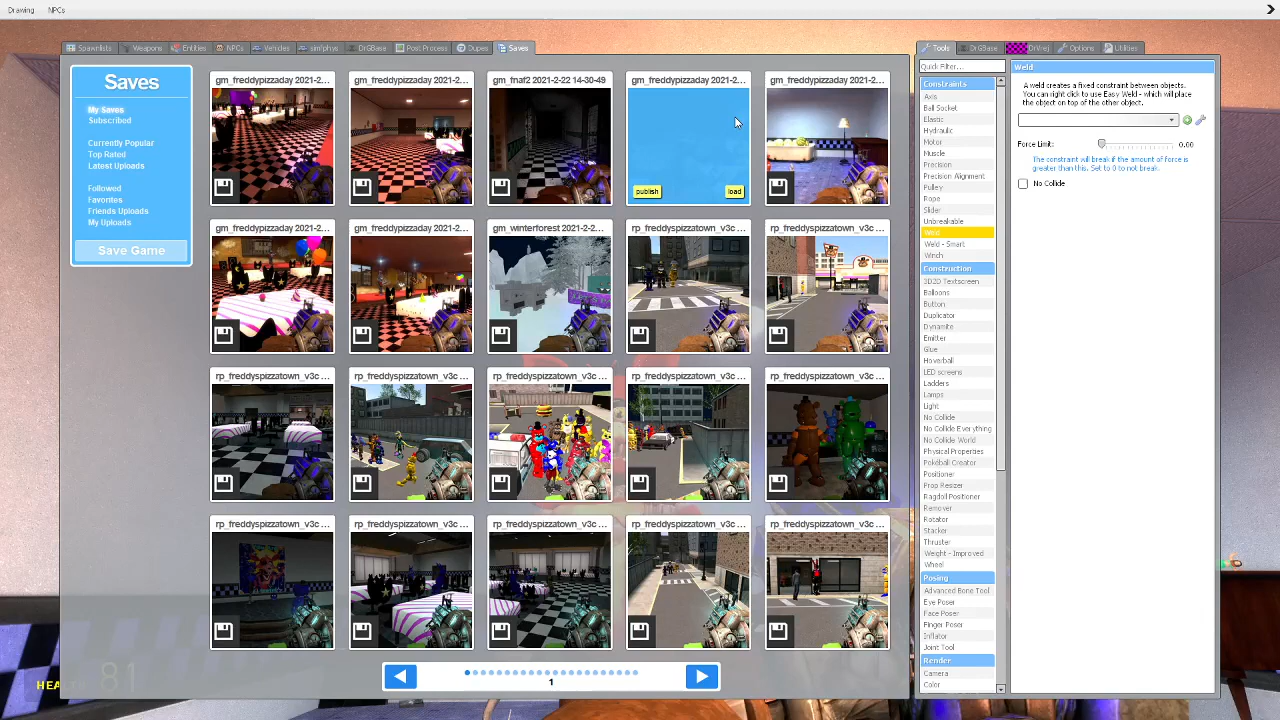 Drawing
NPCs
Spawnlists
Weapons
Entities
NPCs
Vehicles
simfphys
DrGBase
Post Process
Dupes
Saves
Tools
DrGBase
DrVrej
Options
Utilities
Saves
My Saves
Subscribed
Currently Popular
Top Rated
Latest Uploads
Followed
Favorites
Friends Uploads
My Uploads
Save Game
gm_freddypizzaday 2021-2...
gm_freddypizzaday 2021-2...
gm_fnaf2 2021-2-22 14-30-49
gm_freddypizzaday 2021-2...
gm_freddypizzaday 2021-2...
publish
load
gm_freddypizzaday 2021-2...
gm_freddypizzaday 2021-2...
gm_winterforest 2021-2-2...
rp_freddyspizzatown_v3c ...
rp_freddyspizzatown_v3c ...
rp_freddyspizzatown_v3c ...
rp_freddyspizzatown_v3c ...
rp_freddyspizzatown_v3c ...
rp_freddyspizzatown_v3c ...
rp_freddyspizzatown_v3c ...
rp_freddyspizzatown_v3c ...
rp_freddyspizzatown_v3c ...
rp_freddyspizzatown_v3c ...
rp_freddyspizzatown_v3c ...
rp_freddyspizzatown_v3c ...
1
81
Quick Filter...
Constraints
Axis
Ball Socket
Elastic
Hydraulic
Motor
Muscle
Precision
Precision Alignment
Pulley
Rope
Slider
Unbreakable
Weld
Weld - Smart
Winch
Construction
3D2D Textscreen
Balloons
Button
Duplicator
Dynamite
Emitter
Glue
Hoverball
LED screens
Ladders
Lamps
Light
No Collide
No Collide Everything
No Collide World
Physical Properties
Pokéball Creator
Positioner
Prop Resizer
Ragdoll Positioner
Remover
Rotator
Stacker
Thruster
Weight - Improved
Wheel
Posing
Advanced Bone Tool
Eye Poser
Face Poser
Finger Poser
Inflator
Joint Tool
Render
Camera
Color
Weld
A weld creates a fixed constraint between objects.
You can right click to use Easy Weld - which will place
the object on top of the other object.
Force Limit:
0.00
The constraint will break if the amount of force is
greater than this. Set to 0 to not break.
No Collide